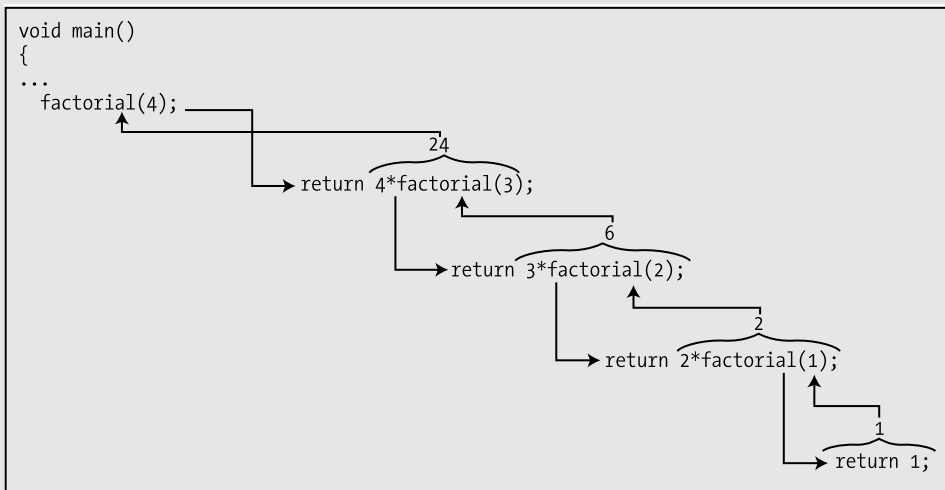 void main()
{
...
factorial(4);
24
return 4*factorial(3);
6
return 3*factorial(2);
2
return 2*factorial(1);
1
return 1;